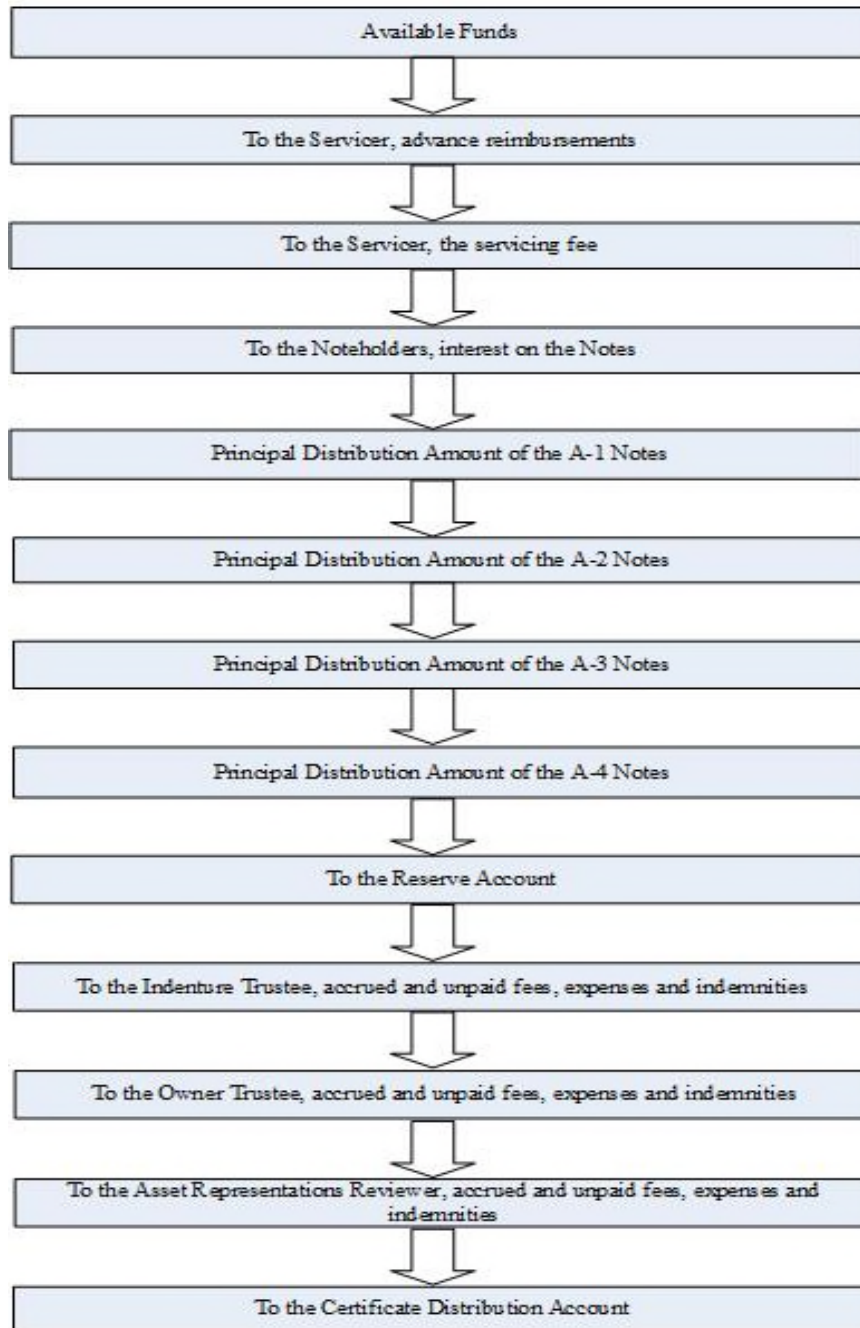 Available Funds
To the Servicer, advance reimbursements
To the Servicer, the servicing fee
To the Noteholders, interest on the Notes
Principal Distribution Amount of the A-1 Notes
Principal Distribution Amount of the A-2 Notes
Principal Distribution Amount of the A-3 Notes
Principal Distribution Amount of the A-4 Notes
To the Reserve Account
To the Indenture Trustee, accrued and unpaid fees, expenses and indemnities
To the Owner Trustee, accrued and unpaid fees, expenses and indemnities
To the Asset Representations Reviewer, accrued and unpaid fees, expenses and
indemnities
To the Certificate Distribution Account